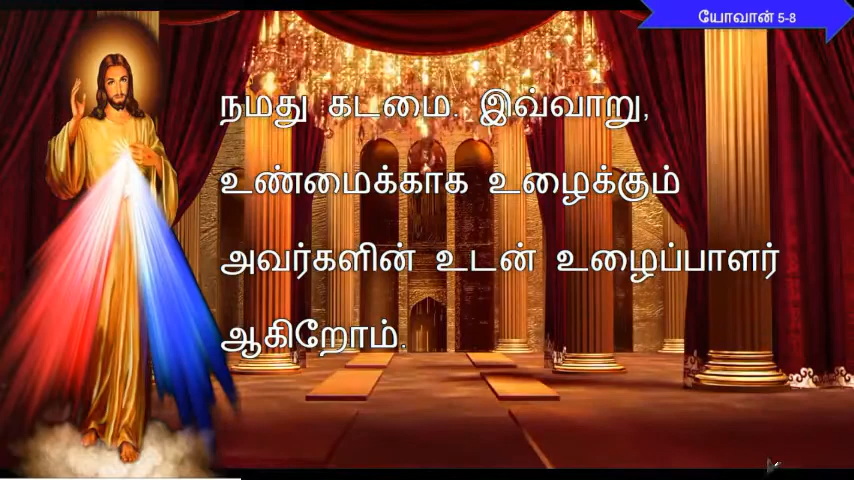 யோவான் 5-8
நமது கடமை. இவ்வாறு,
உண்மைக்காக உழைக்கும்
அவர்களின் உடன் உழைப்பாளர்
ஆகிறோம்.